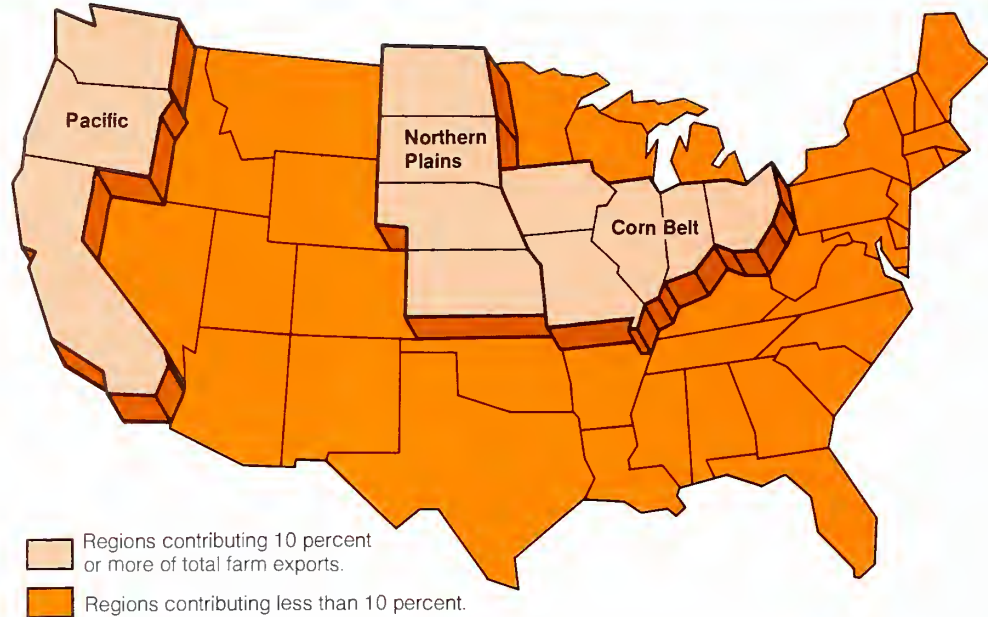 Pacific
Northern
Plains
Corn Belt
Regions contributing 10 percent
or more of total farm exports.
Regions contributing less than 10 percent.